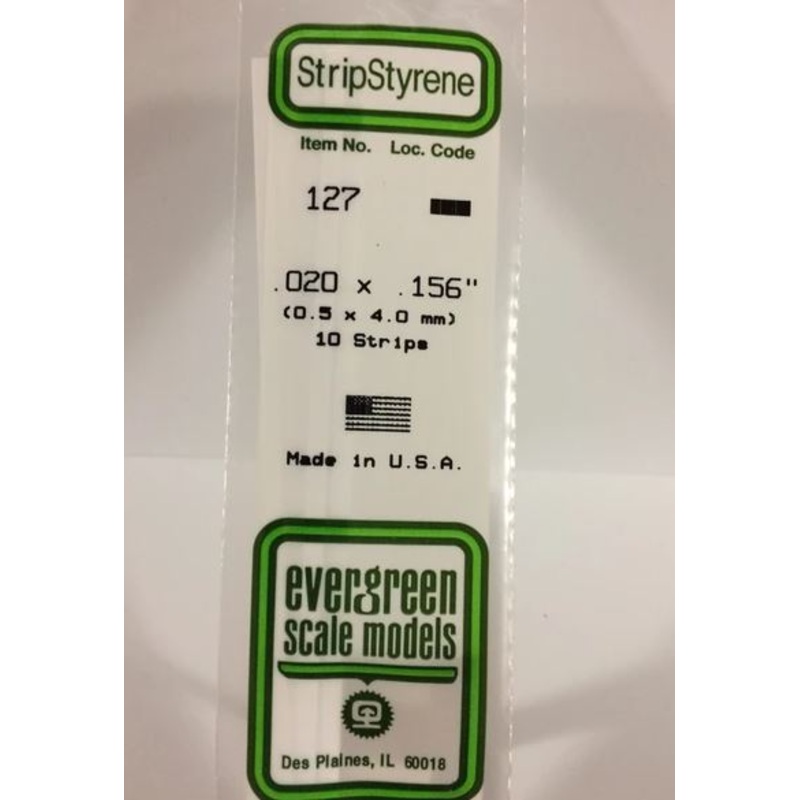 StripStyrene
Item No. Loc. Code
127
.020 x .156"
(0.5 x 4.0 mm)
10 Strips
Made in U.S.A.
evergreen
scale models
Des Plaines, IL 60018